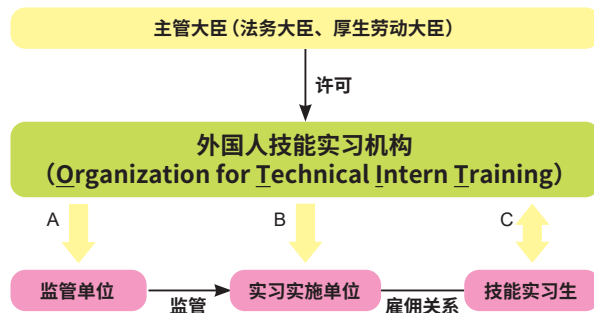 主管大臣（法务大臣、厚生劳动大臣）
许可
外国人技能实习机构
（Organization for Technical Intern Training）
A
B
C
监管单位
监管
实习实施单位
雇佣关系
技能实习生